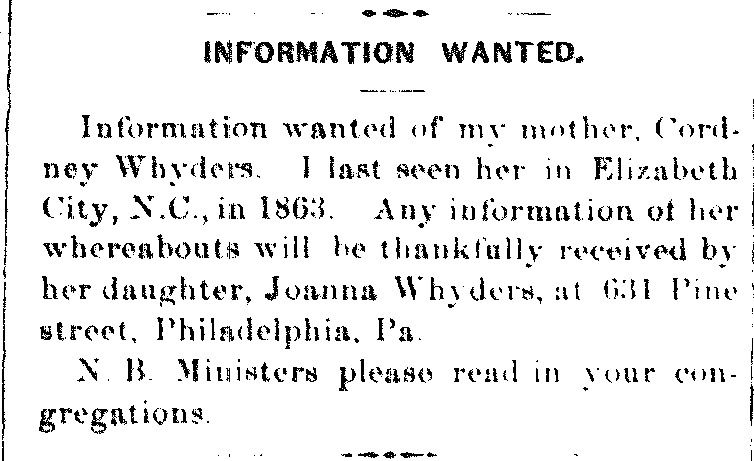 INFORMATION WANTED.
Information wanted of my mother, Cord-
ney Whyders. I last seen her in Elizabeth
City, N.C., in 1863. Any information of her
whereabouts will be thankfully received by
her daughter, Joanna Whyders, at 631 Pine
street, Philadelphia, Pa.
N. B. Ministers please read in your con-
gregations.